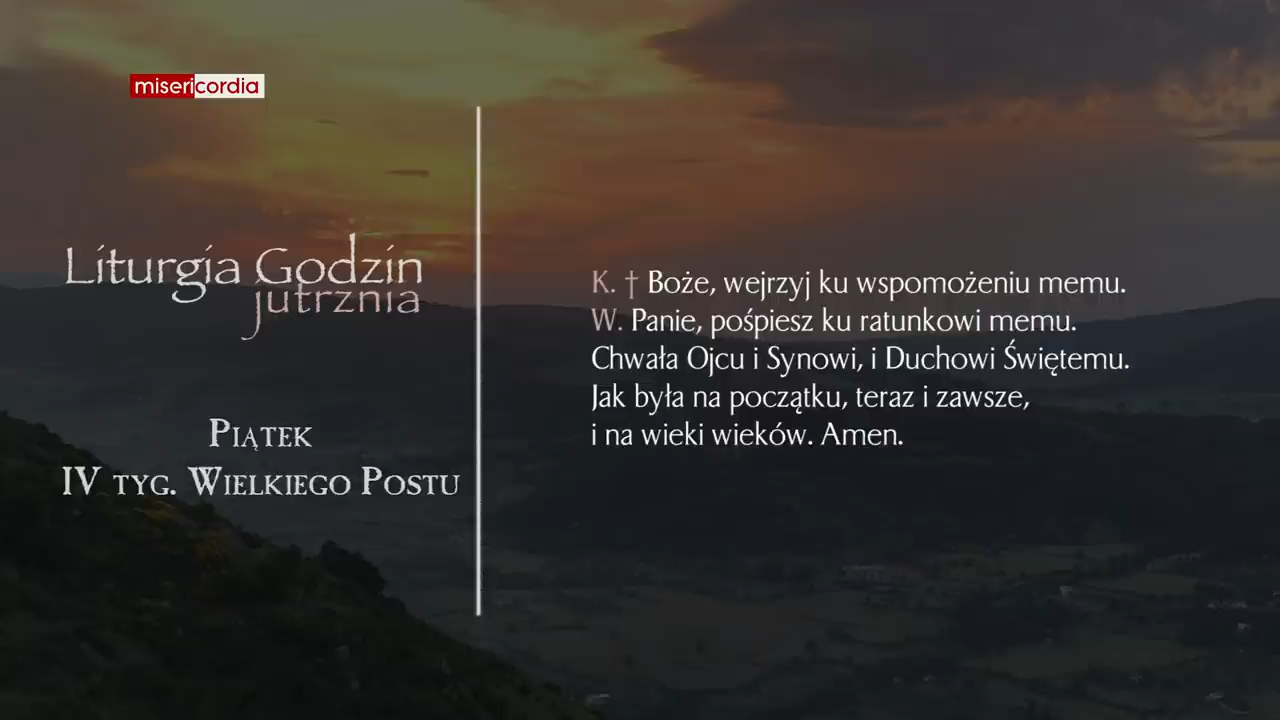 misericordia
Liturgia Godzin
jutrznia
Piątek
IV tyg. Wielkiego Postu
K. † Boże, wejrzyj ku wspomożeniu memu.
W. Panie, pośpiesz ku ratunkowi memu.
Chwała Ojcu i Synowi, i Duchowi Świętemu.
Jak była na początku, teraz i zawsze,
i na wieki wieków. Amen.